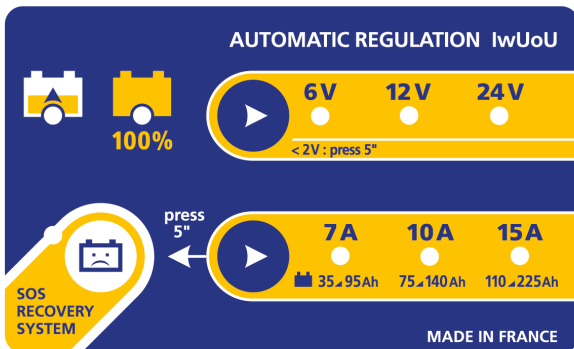 AUTOMATIC REGULATION IwUoU
6V 12V 24V
100%
< 2V : press 5"
press
5"
7A 10A 15A
35◢95Ah 75◢140Ah 110◢225Ah
SOS
RECOVERY
SYSTEM
MADE IN FRANCE